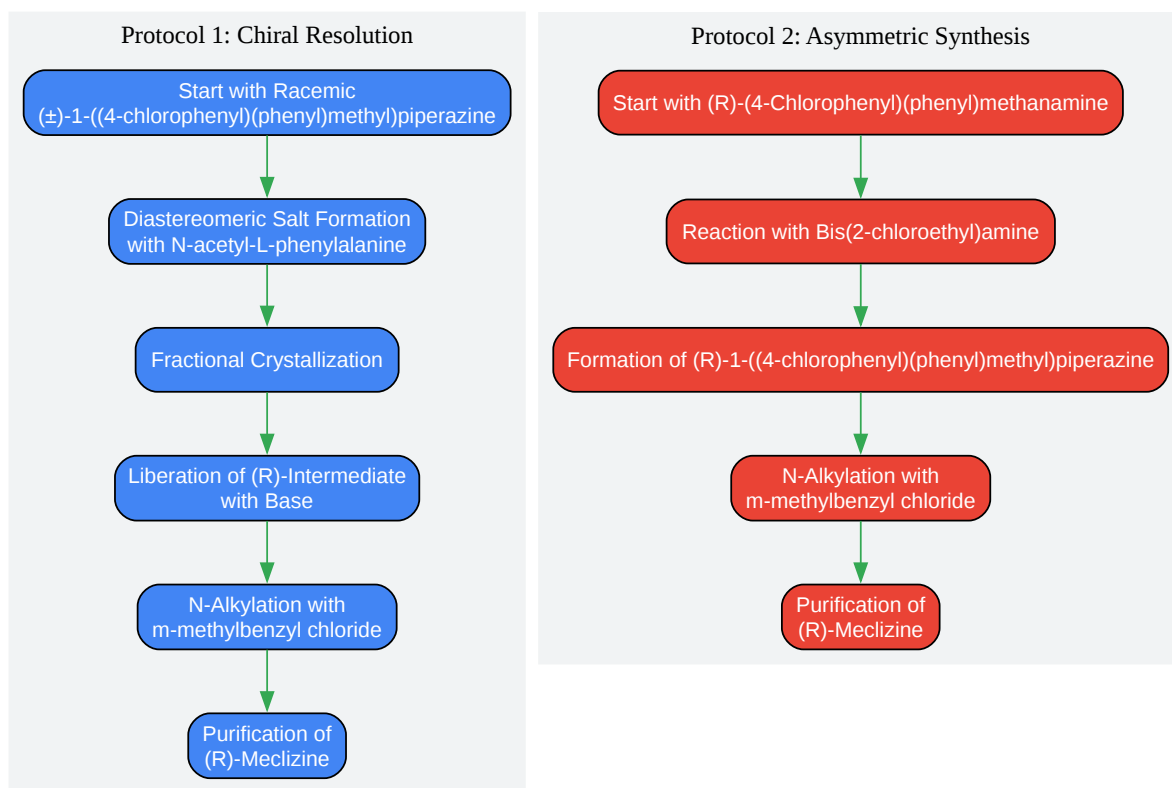 Protocol 1: Chiral Resolution
Start with Racemic
(±)-1-((4-chlorophenyl)(phenyl)methyl)piperazine
Diastereomeric Salt Formation
with N-acetyl-L-phenylalanine
Fractional Crystallization
Liberation of (R)-Intermediate
with Base
N-Alkylation with
m-methylbenzyl chloride
Purification of
(R)-Meclizine
Protocol 2: Asymmetric Synthesis
Start with (R)-(4-Chlorophenyl)(phenyl)methanamine
Reaction with Bis(2-chloroethyl)amine
Formation of (R)-1-((4-chlorophenyl)(phenyl)methyl)piperazine
N-Alkylation with
m-methylbenzyl chloride
Purification of
(R)-Meclizine